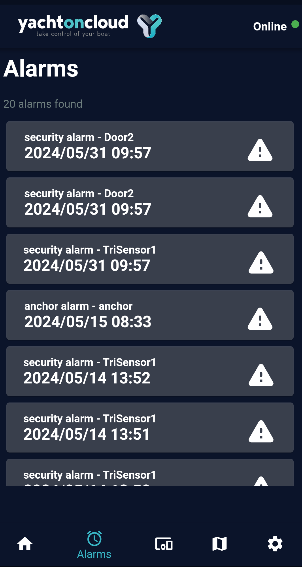 yachtoncloud
take control of your boat
Online
Alarms
20 alarms found
security alarm - Door2
2024/05/31 09:57
security alarm - Door2
2024/05/31 09:57
security alarm - TriSensor1
2024/05/31 09:57
anchor alarm - anchor
2024/05/15 08:33
security alarm - TriSensor1
2024/05/14 13:52
security alarm - TriSensor1
2024/05/14 13:51
security alarm - TriSensor1
Alarms